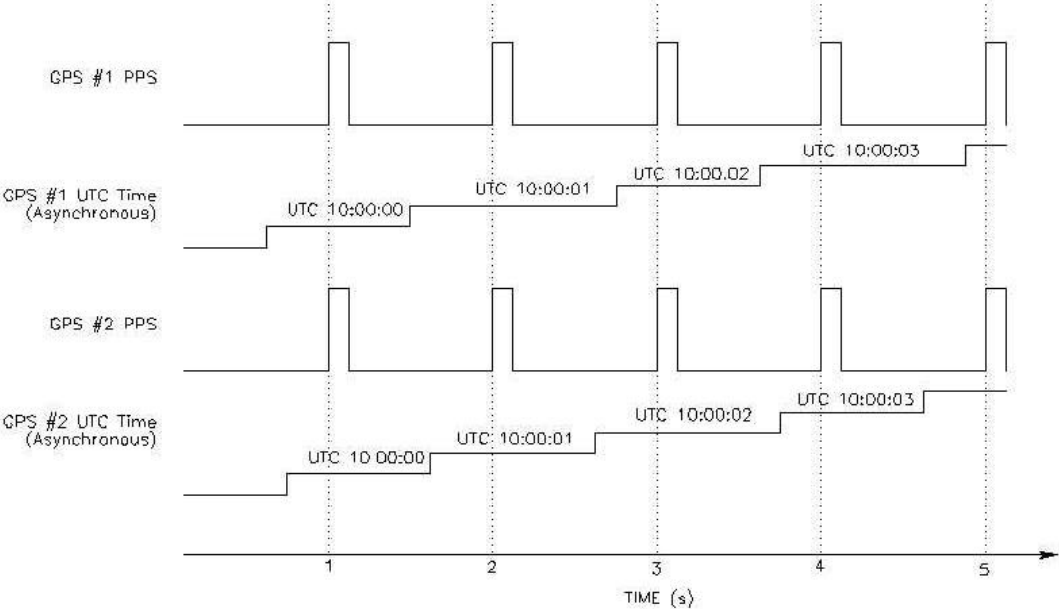 GPS #1 PPS
UTC 10:00:03
UTC 10:00.02
GPS #1 UTC Time
(Asynchronous)
UTC 10:00:01
UTC 10:00:00
GPS #2 PPS
UTC 10:00:03
GPS #2 UTC Time
(Asynchronous)
UTC 10:00:02
UTC 10:00:01
UTC 10 00:00
1 2 3 4 5
TIME (s)